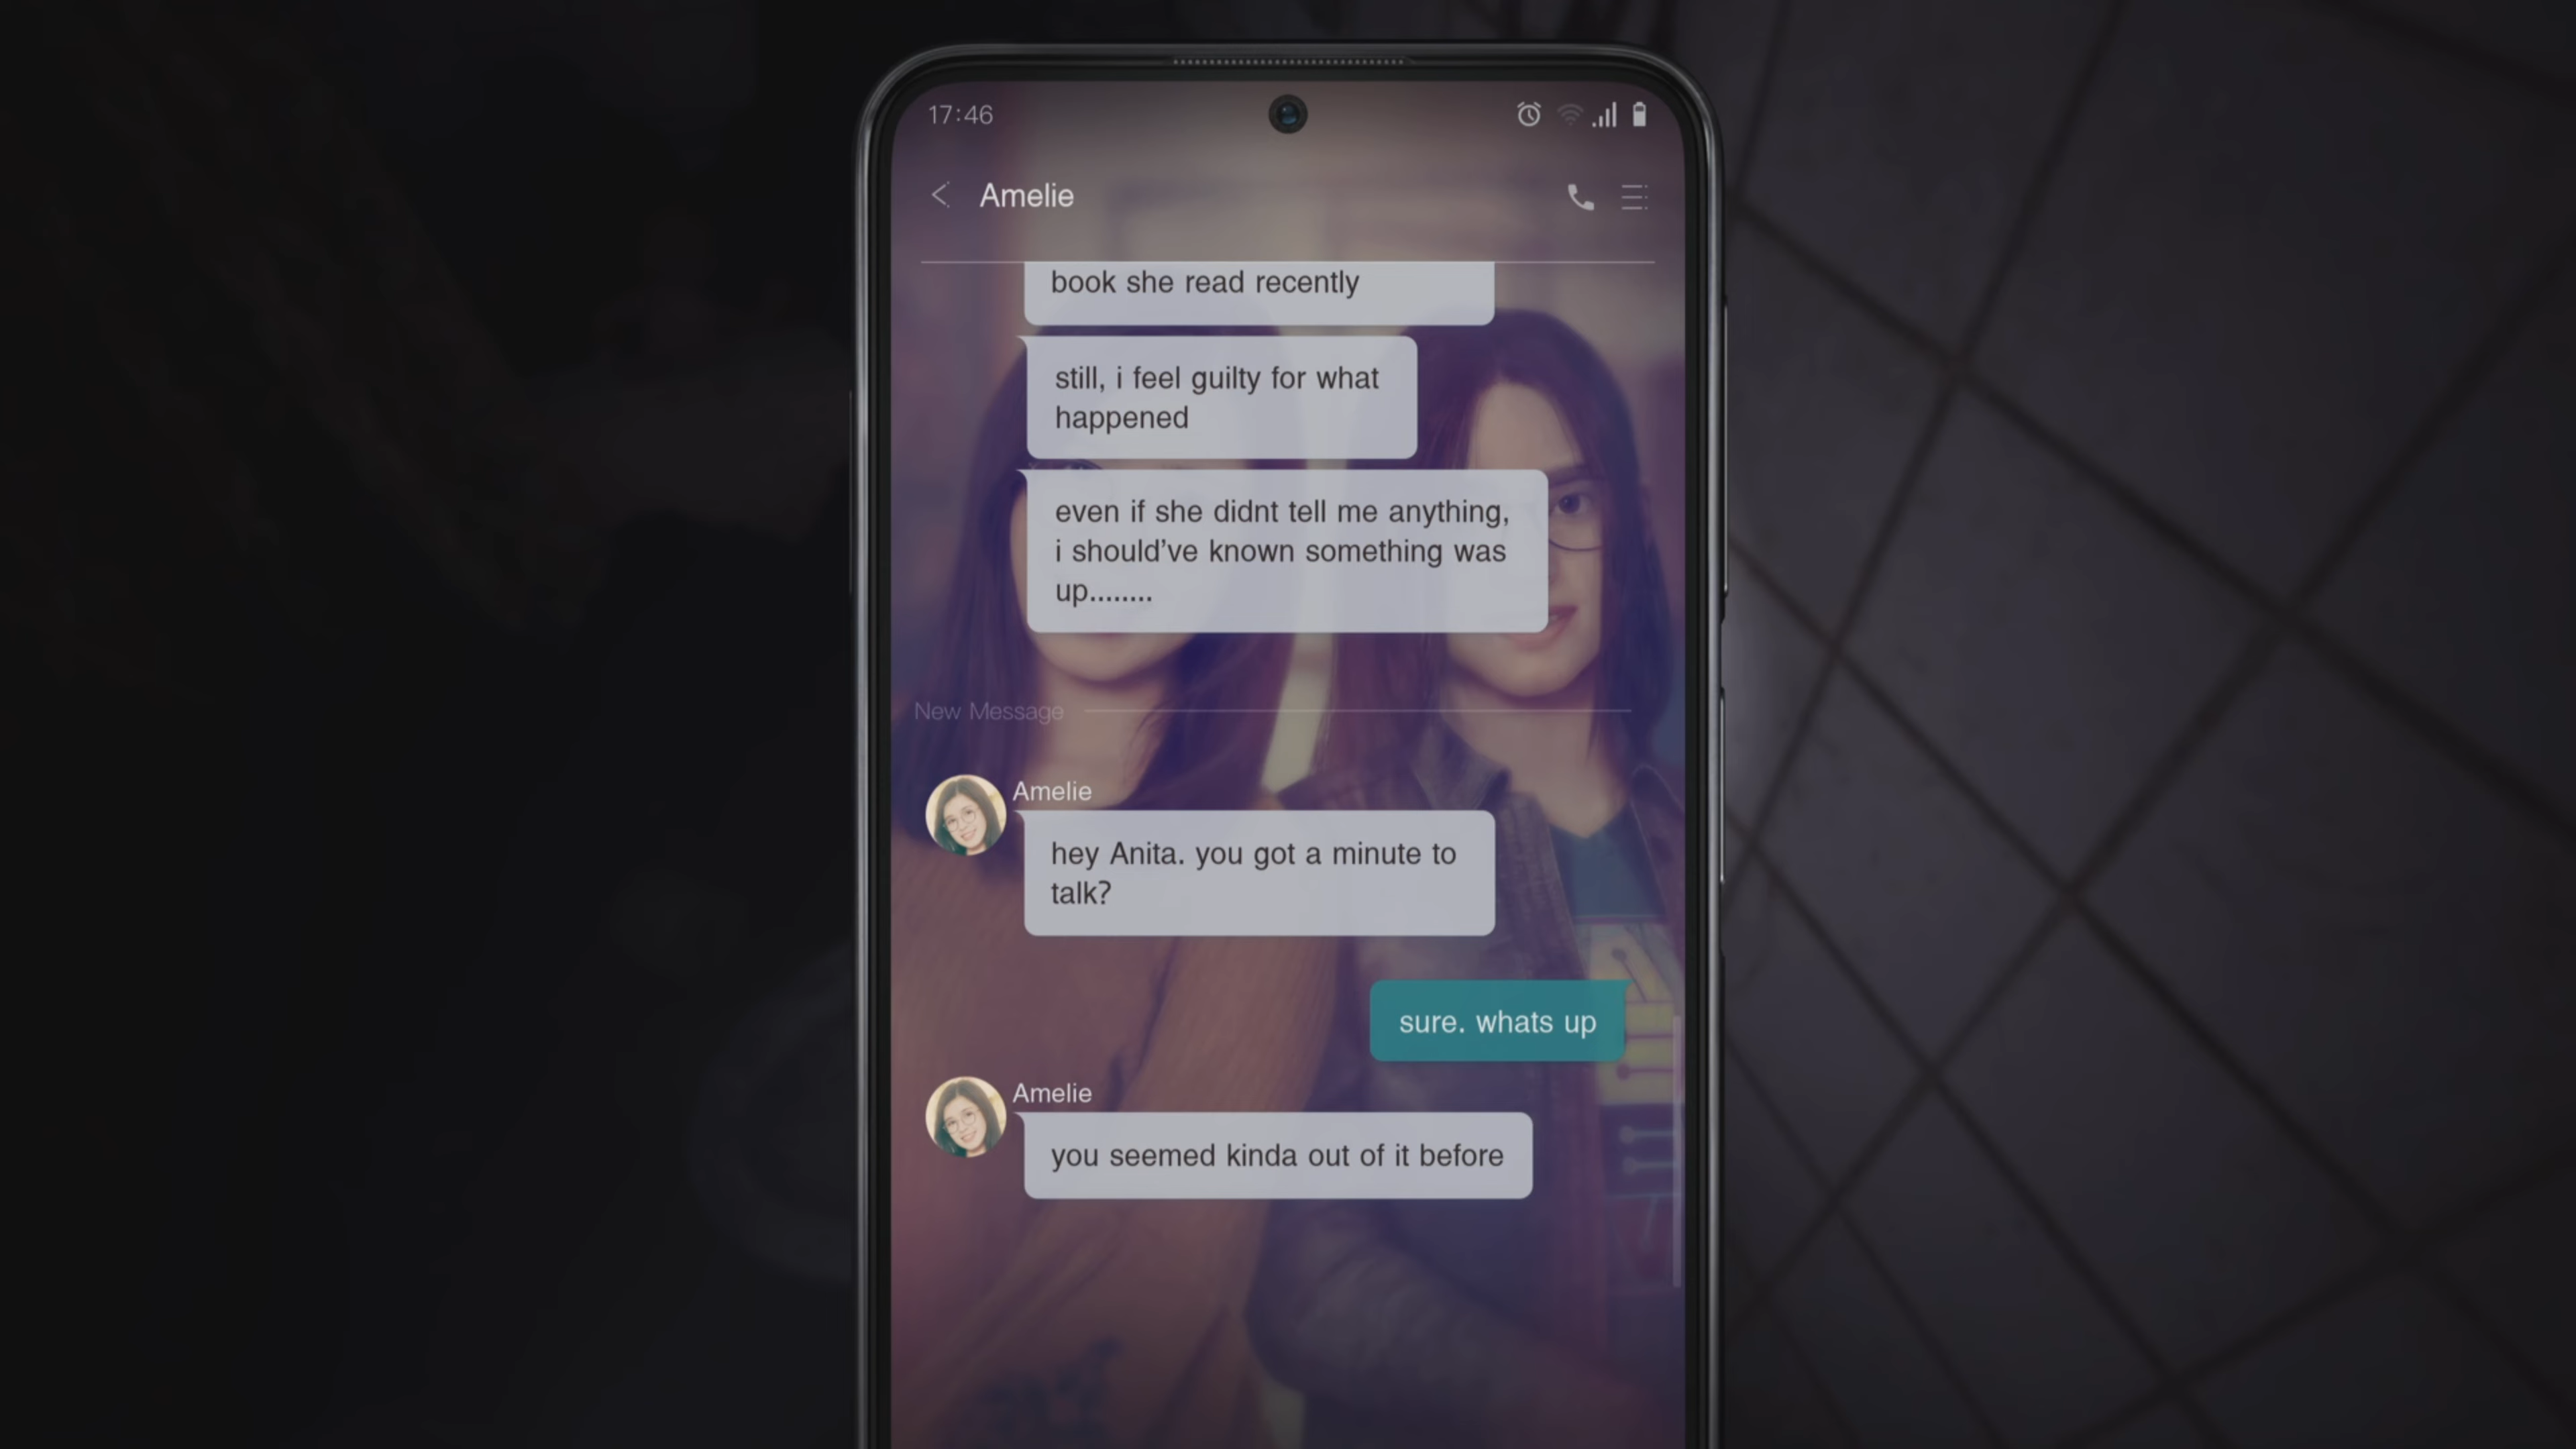 17:46
Amelie
book she read recently
still, i feel guilty for what
happened
even if she didnt tell me anything,
i should've known something was
up........
New Message
Amelie
hey Anita. you got a minute to
talk?
sure. whats up
Amelie
you seemed kinda out of it before